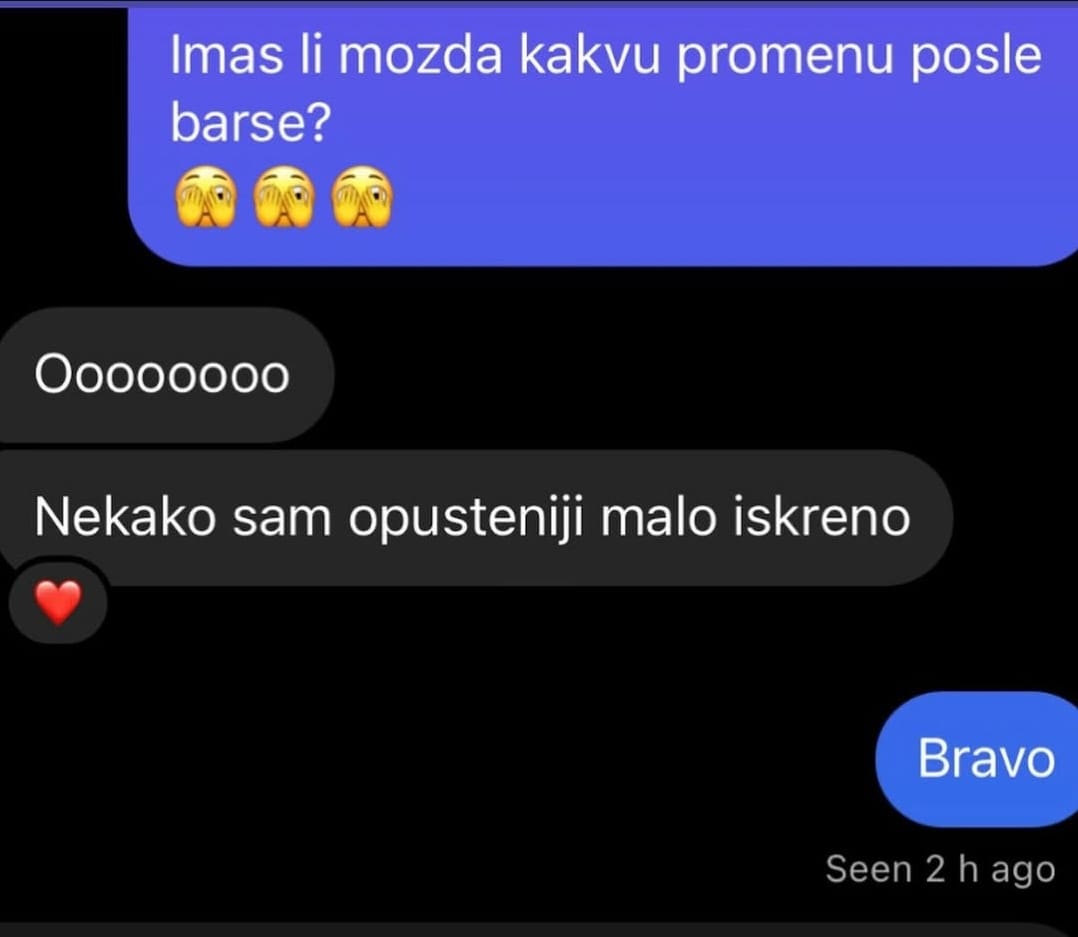 Imas li mozda kakvu promenu posle
barse?
🫣🫣🫣
Oooooooo
Nekako sam opusteniji malo iskreno
❤️
Bravo
Seen 2 h ago